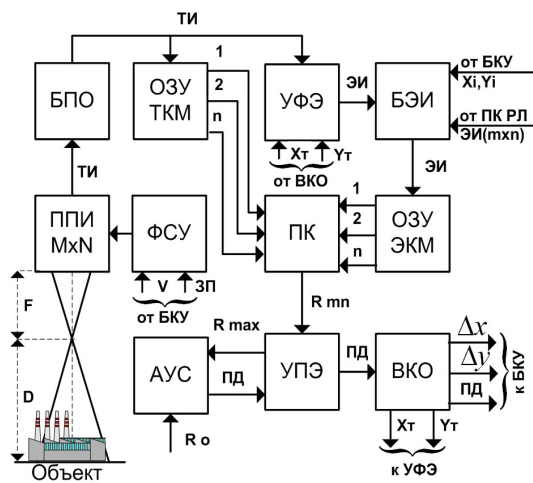 ТИ
БПО
ОЗУ
ТКМ
1
2
n
УФЭ
ЭИ
БЭИ
от БКУ
Xi,Yi
от ПК РЛ
ЭИ(mxn)
Xт
Yт
от ВКО
ТИ
ЭИ
ППИ
MxN
ФСУ
ПК
1
2
n
ОЗУ
ЭКМ
V
ЗП
от БКУ
F
R mn
D
R max
АУС
ПД
УПЭ
ПД
ВКО
Δx
Δy
ПД
к БКУ
R o
Xт
Yт
к УФЭ
Объект